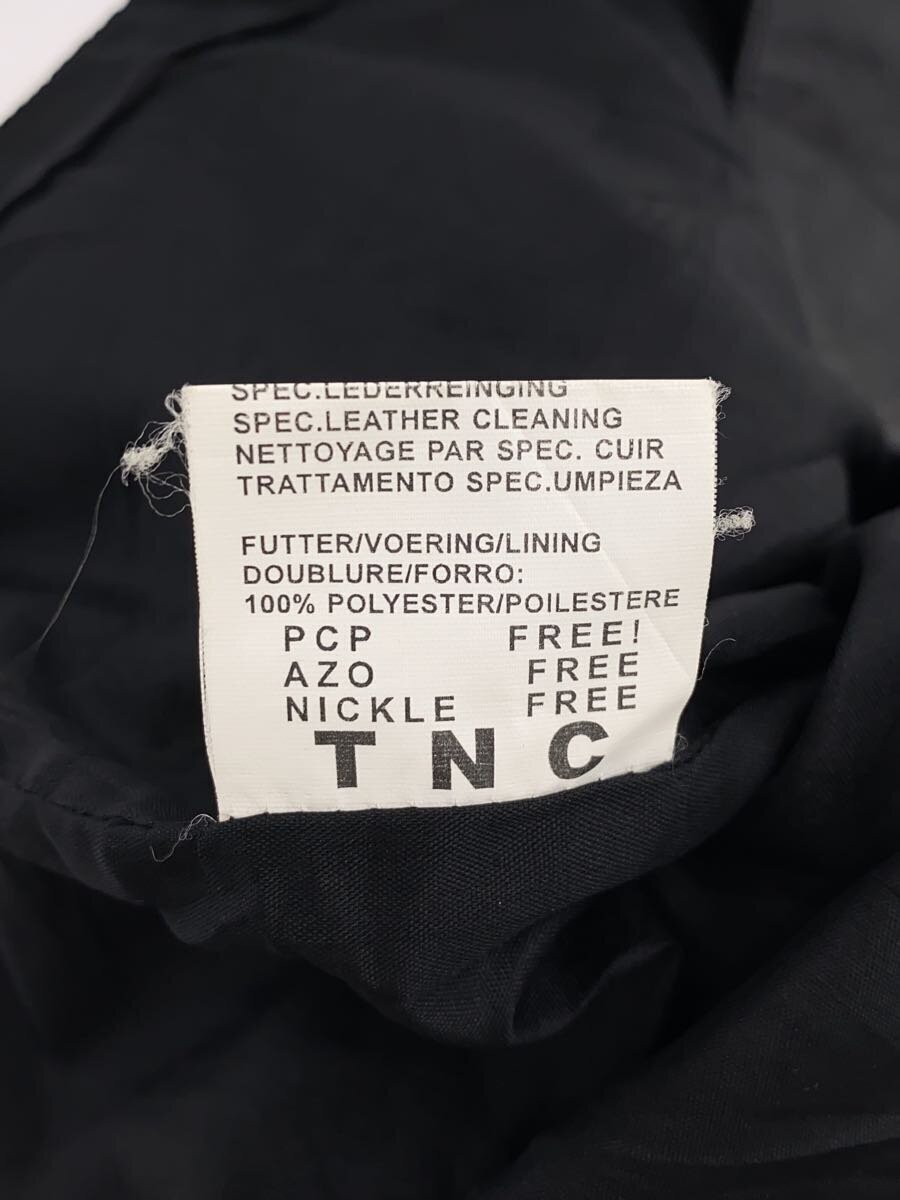 SPEC.LEDERREINGING
SPEC.LEATHER CLEANING
NETTOYAGE PAR SPEC. CUIR
TRATTAMENTO SPEC.UMPIEZA
FUTTER/VOERING/LINING
DOUBLURE/FORRO:
100% POLYESTER/POILESTERE
PCP FREE!
AZO FREE
NICKLE FREE
TNC